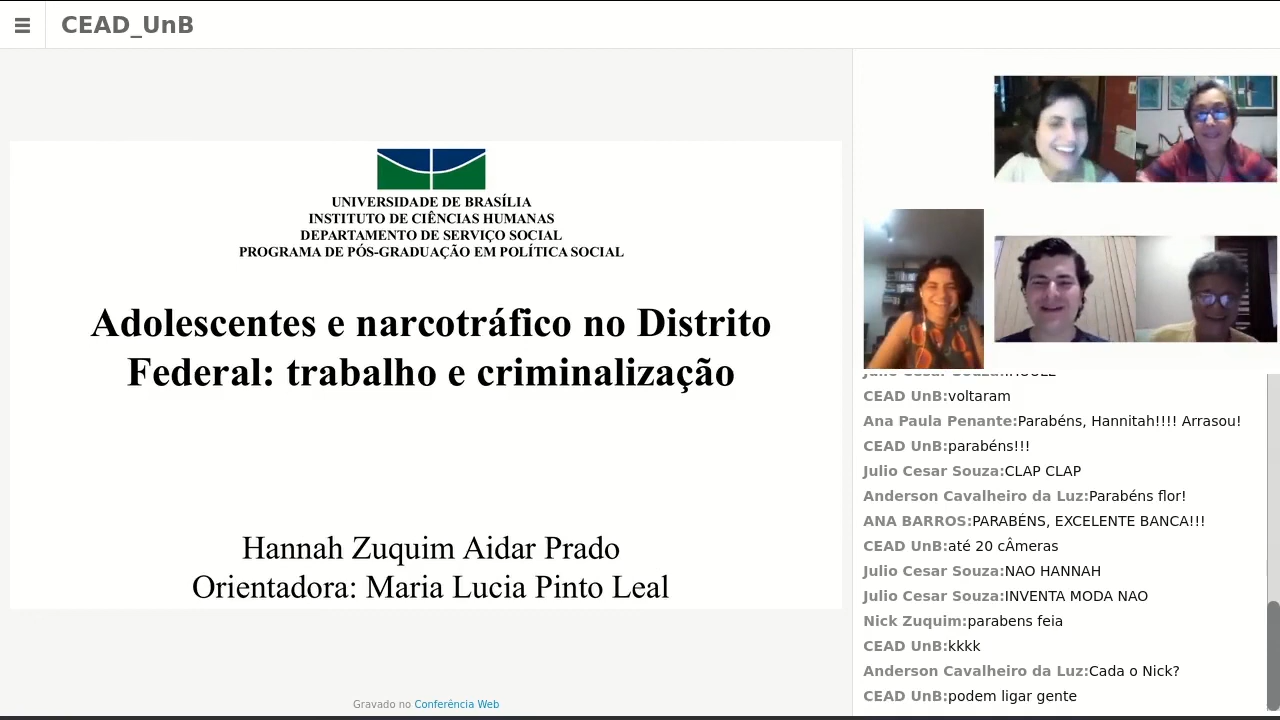 CEAD_UnB
UNIVERSIDADE DE BRASÍLIA
INSTITUTO DE CIÊNCIAS HUMANAS
DEPARTAMENTO DE SERVIÇO SOCIAL
PROGRAMA DE PÓS-GRADUAÇÃO EM POLÍTICA SOCIAL
Adolescentes e narcotráfico no Distrito
Federal: trabalho e criminalização
Hannah Zuquim Aidar Prado
Orientadora: Maria Lucia Pinto Leal
Gravado no Conferência Web
Julio Cesar Souza:
CEAD UnB:voltaram
Ana Paula Penante:Parabéns, Hannitah!!!! Arrasou!
CEAD UnB:parabéns!!!
Julio Cesar Souza:CLAP CLAP
Anderson Cavalheiro da Luz:Parabéns flor!
ANA BARROS:PARABÉNS, EXCELENTE BANCA!!!
CEAD UnB:até 20 cÂmeras
Julio Cesar Souza:NAO HANNAH
Julio Cesar Souza:INVENTA MODA NAO
Nick Zuquim:parabens feia
CEAD UnB:kkkk
Anderson Cavalheiro da Luz:Cada o Nick?
CEAD UnB:podem ligar gente